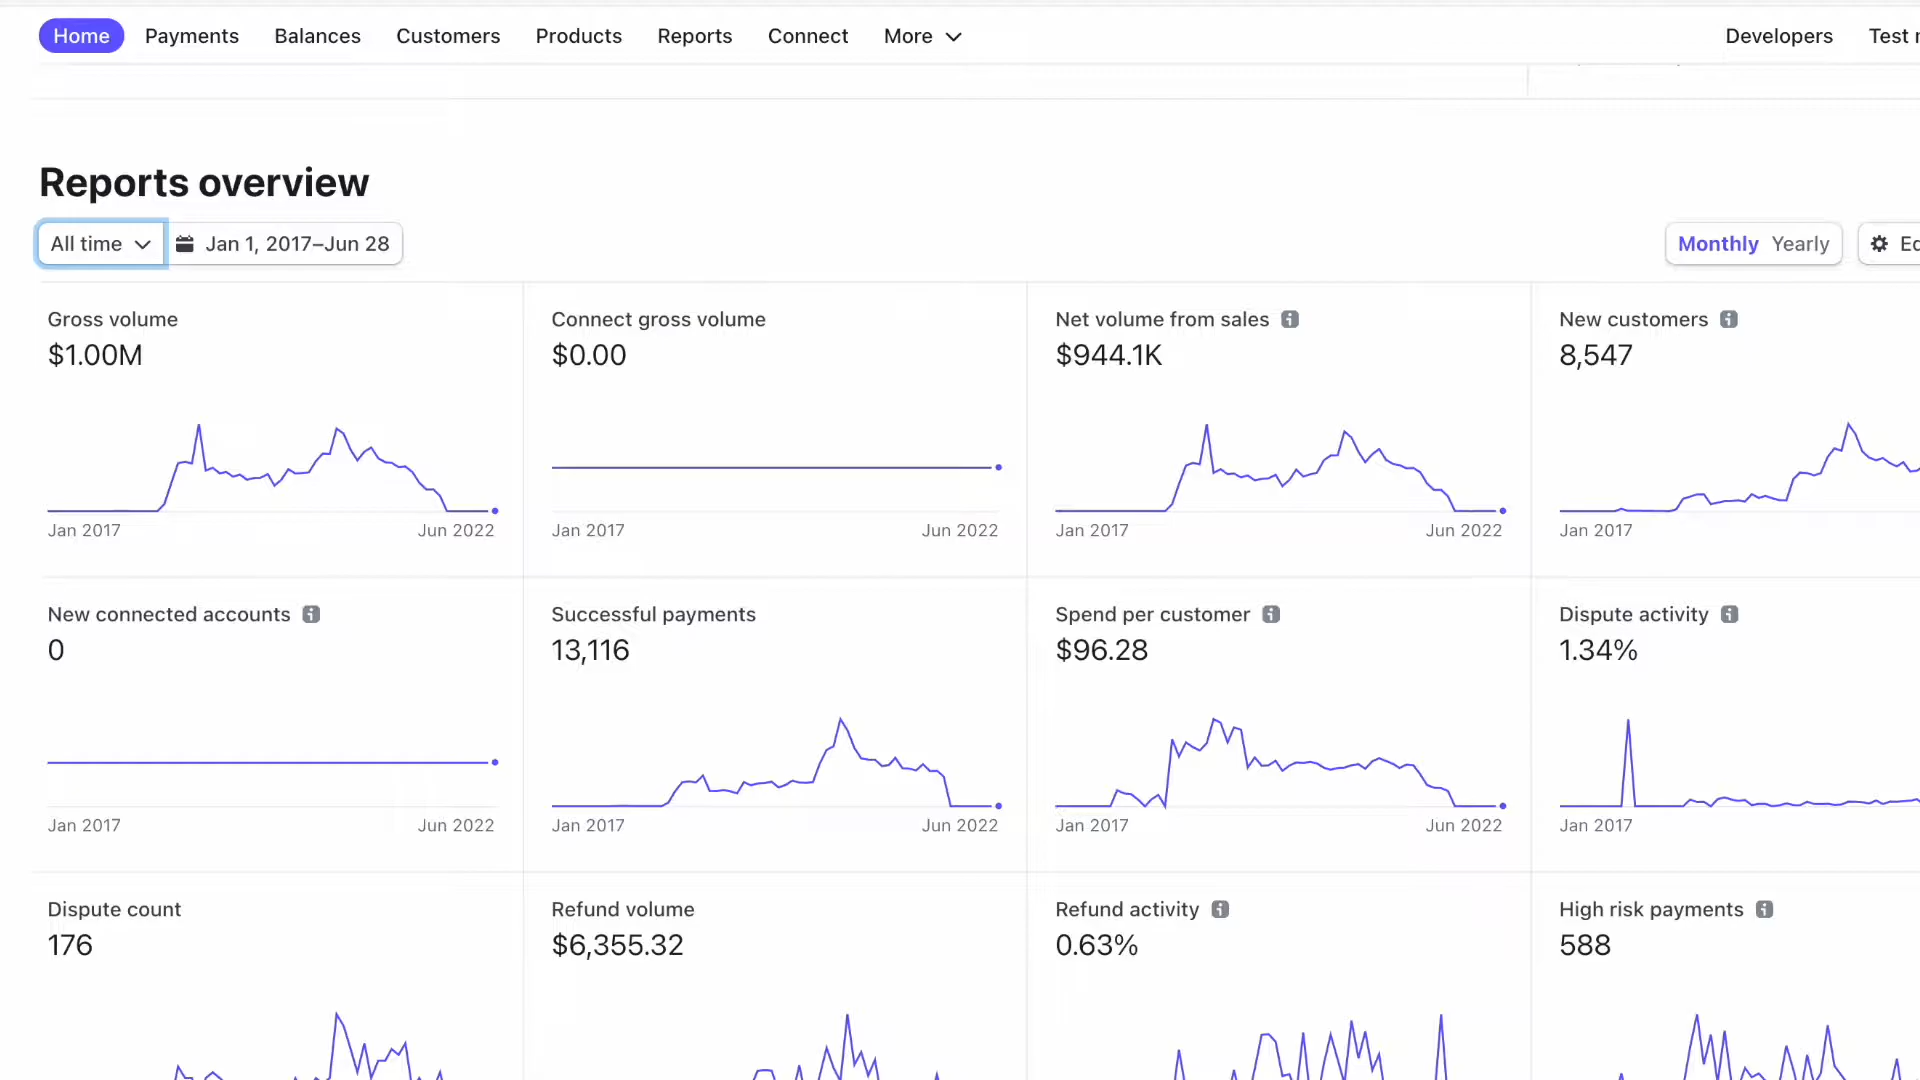 Home Payments Balances Customers Products Reports Connect More Developers Test
Reports overview
All time Jan 1, 2017–Jun 28 Monthly Yearly
Gross volume Connect gross volume Net volume from sales New customers
$1.00M $0.00 $944.1K 8,547
Jan 2017 Jun 2022 Jan 2017 Jun 2022 Jan 2017 Jun 2022 Jan 2017
New connected accounts Successful payments Spend per customer Dispute activity
0 13,116 $96.28 1.34%
Jan 2017 Jun 2022 Jan 2017 Jun 2022 Jan 2017 Jun 2022 Jan 2017
Dispute count Refund volume Refund activity High risk payments
176 $6,355.32 0.63% 588